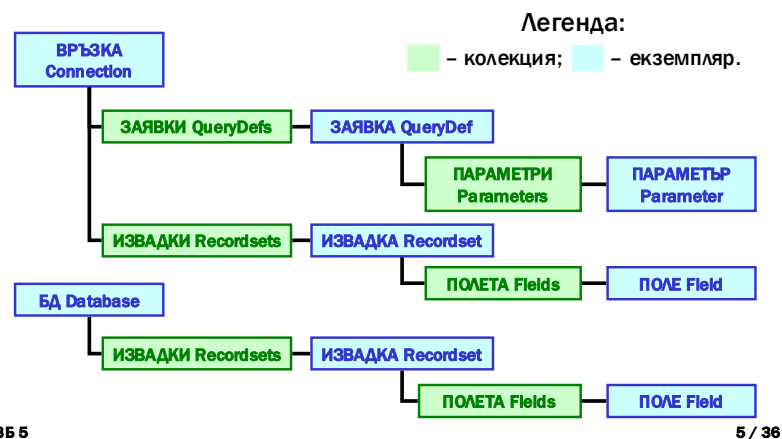 Легенда:
– колекция; – екземпляр.
ВРЪЗКА
Connection
ЗАЯВКИ QueryDefs
ЗАЯВКА QueryDef
ПАРАМЕТРИ
Parameters
ПАРАМЕТЪР
Parameter
ИЗВАДКИ Recordsets
ИЗВАДКА Recordset
ПОЛЕТА Fields
ПОЛЕ Field
БД Database
ИЗВАДКИ Recordsets
ИЗВАДКА Recordset
ПОЛЕТА Fields
ПОЛЕ Field
5
5 / 36